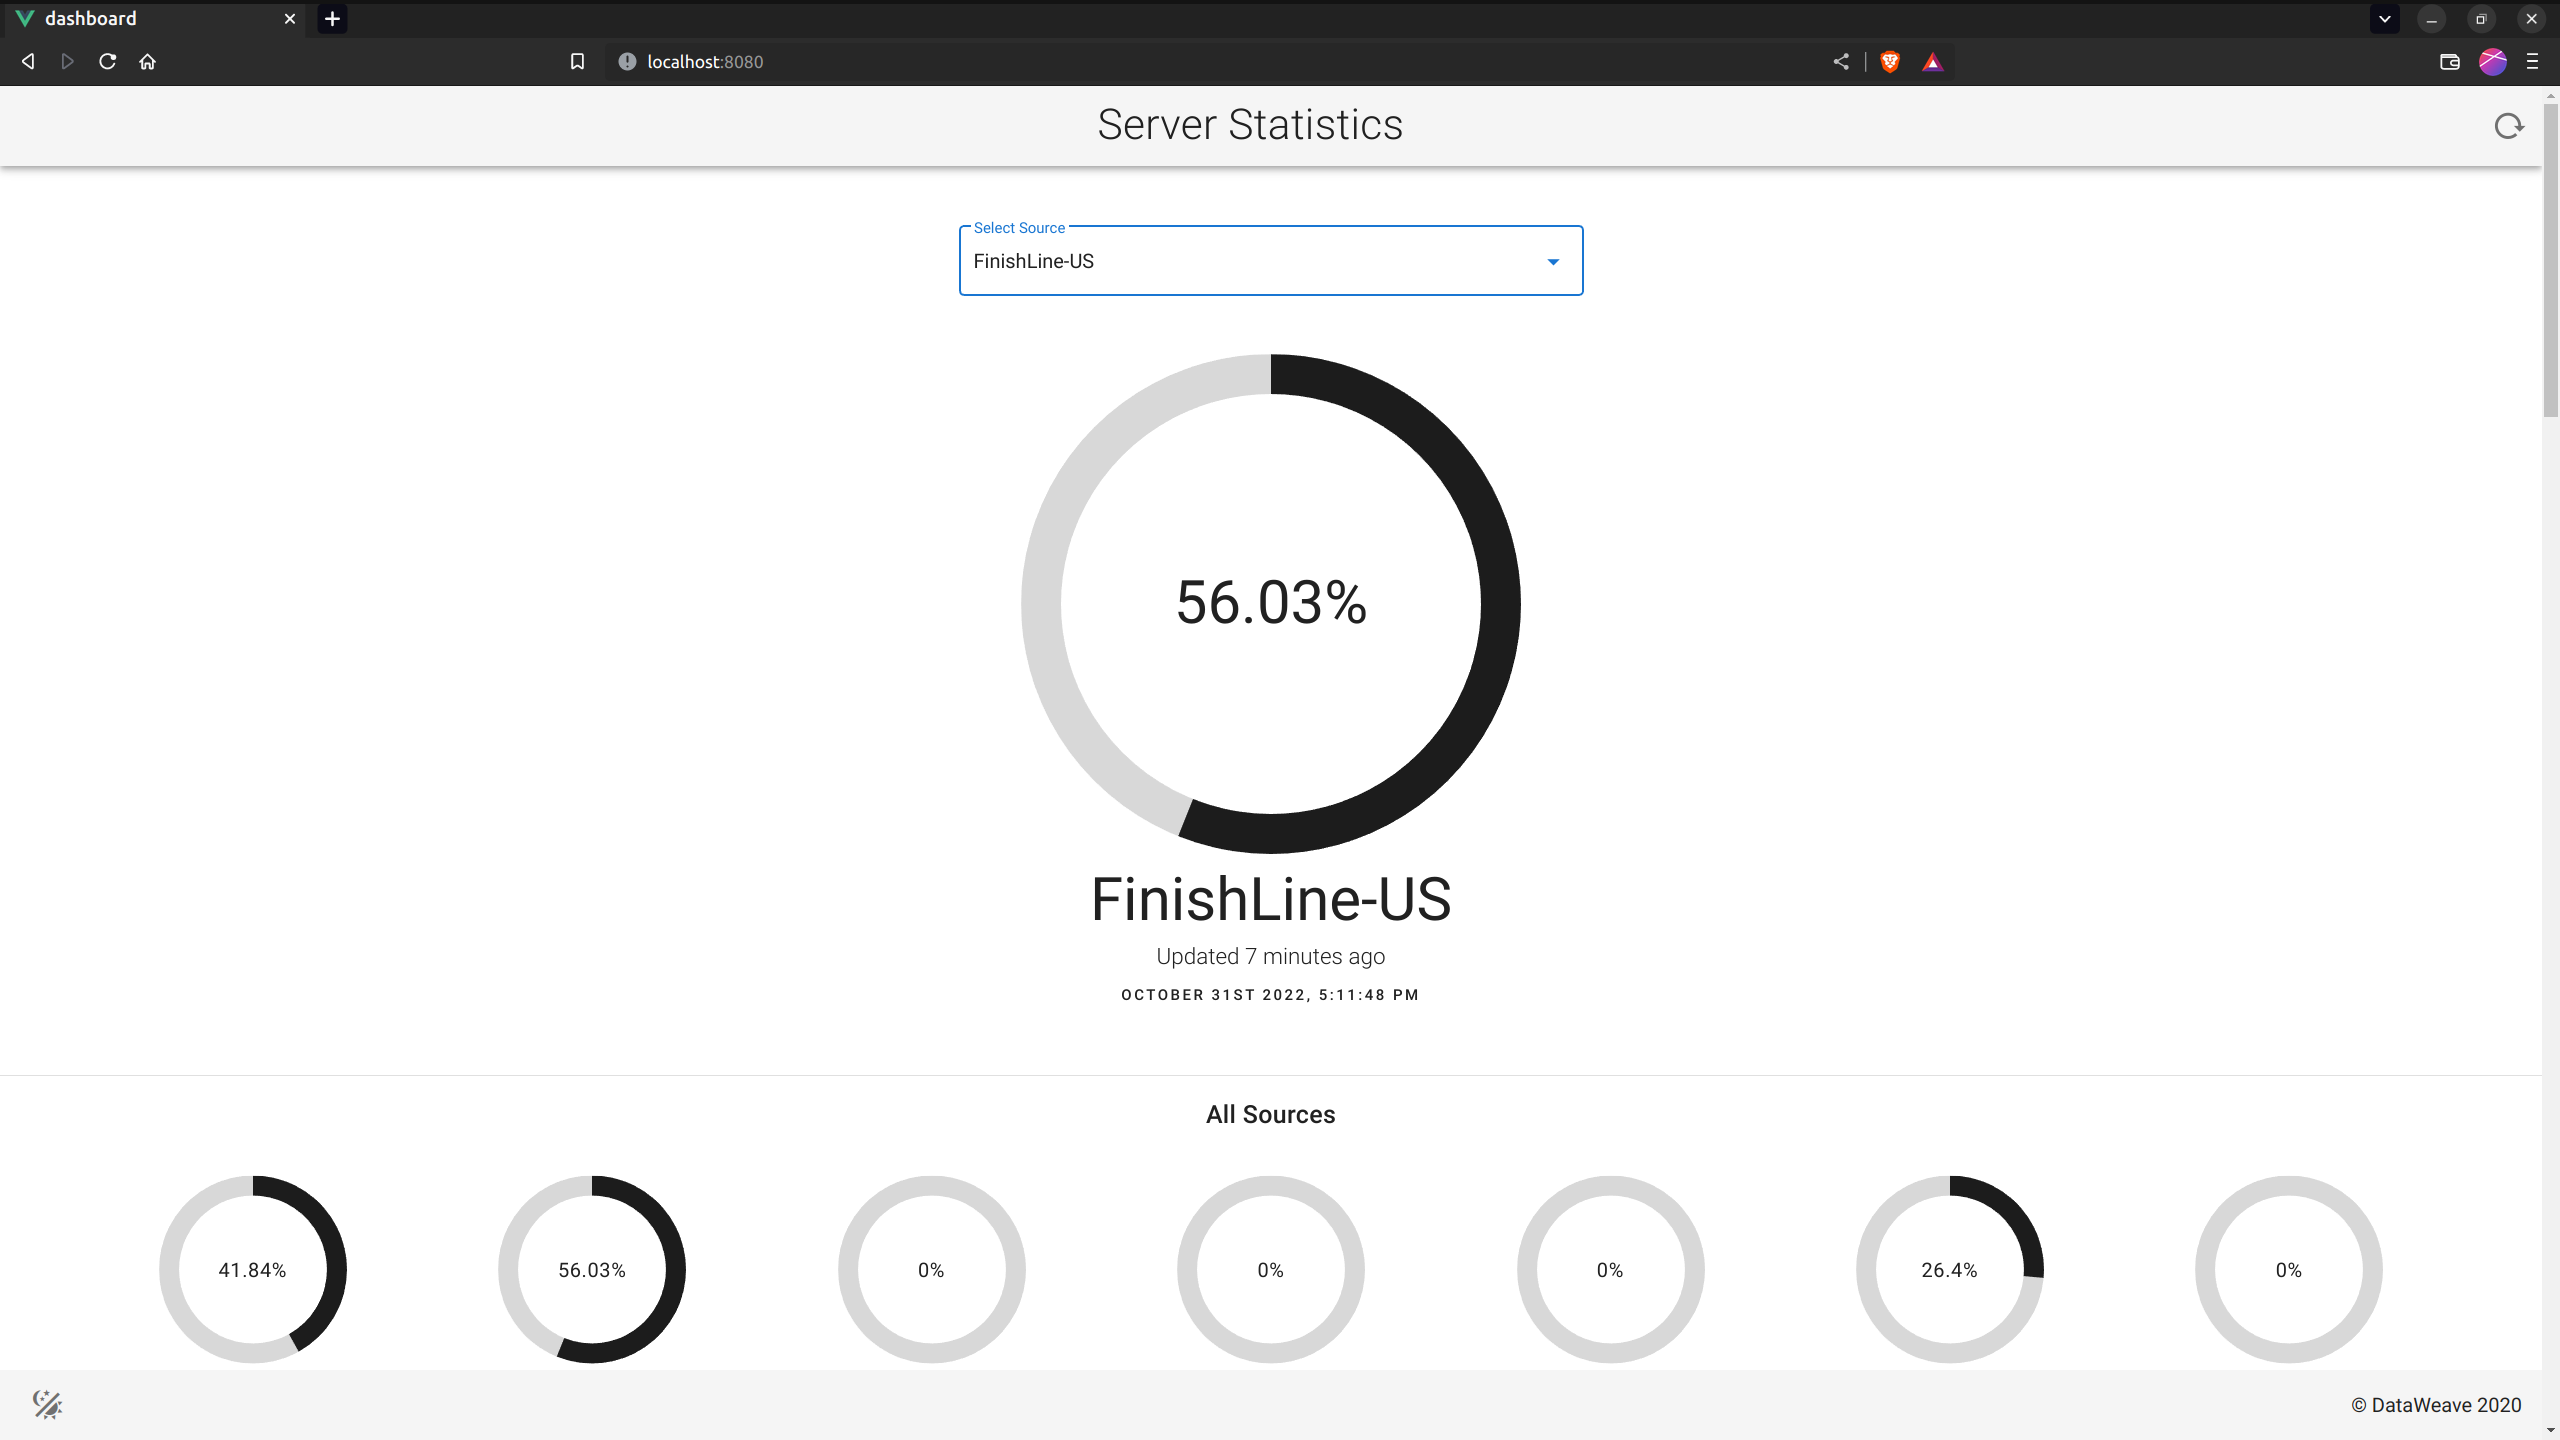 dashboard
localhost:8080
Server Statistics
Select Source
FinishLine-US
56.03%
FinishLine-US
Updated 7 minutes ago
OCTOBER 31ST 2022, 5:11:48 PM
All Sources
41.84% 56.03% 0% 0% 0% 26.4% 0%
© DataWeave 2020